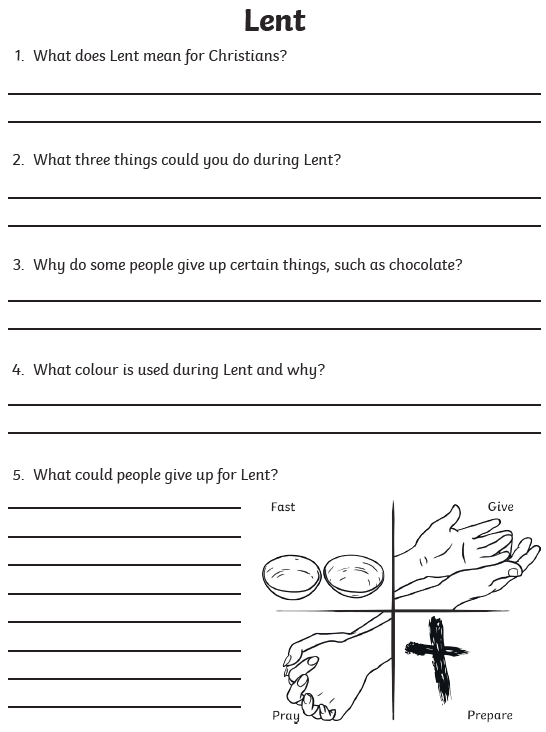 Lent
1. What does Lent mean for Christians?
2. What three things could you do during Lent?
3. Why do some people give up certain things, such as chocolate?
4. What colour is used during Lent and why?
5. What could people give up for Lent?
Fast
Give
Pray
Prepare